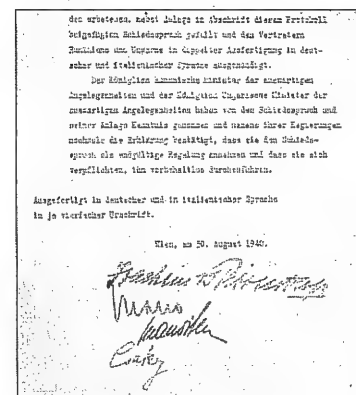 den erbetenen, nebst Anlage in Abschrift diesem Protokoll
beigefügten Schiedsspruch gefällt und den Vertretern
Rumäniens und Ungarns in doppelter Ausfertigung in deut-
scher und italienischer Sprache ausgehändigt.
Der Königlich Rumänische Minister der auswärtigen
Angelegenheiten und der Königlich Ungarische Minister der
auswärtigen Angelegenheiten haben von dem Schiedsspruch und
seiner Anlage Kenntnis genommen und namens ihrer Regierungen
nochmals die Erklärung bestätigt, dass sie den Schieds-
spruch als endgültige Regelung ansehen und dass sie sich
verpflichten, ihn vorbehaltlos durchzuführen.
Ausgefertigt in deutscher und in italienischer Sprache
in je vierfacher Urschrift.
Wien, am 30. August 1940.
Csáky